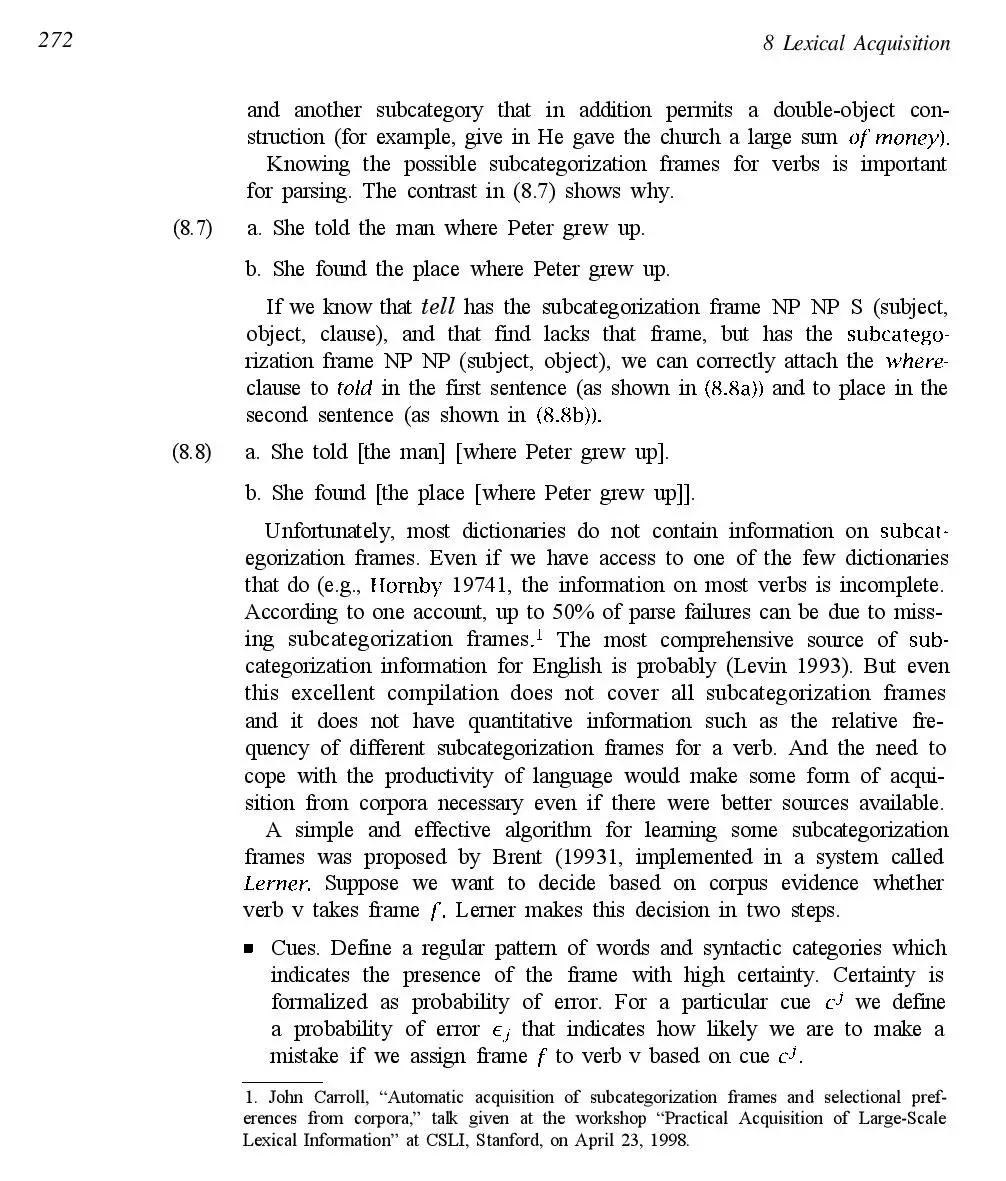 272
8 Lexical Acquisition
and another subcategory that in addition permits a double-object con-
struction (for example, give in He gave the church a large sum of money).
Knowing the possible subcategorization frames for verbs is important
for parsing. The contrast in (8.7) shows why.
(8.7) a. She told the man where Peter grew up.
b. She found the place where Peter grew up.
If we know that tell has the subcategorization frame NP NP S (subject,
object, clause), and that find lacks that frame, but has the subcatego-
rization frame NP NP (subject, object), we can correctly attach the where-
clause to told in the first sentence (as shown in (8.8a)) and to place in the
second sentence (as shown in (8.8b)).
(8.8) a. She told [the man] [where Peter grew up].
b. She found [the place [where Peter grew up]].
Unfortunately, most dictionaries do not contain information on subcat-
egorization frames. Even if we have access to one of the few dictionaries
that do (e.g., Hornby 19741, the information on most verbs is incomplete.
According to one account, up to 50% of parse failures can be due to miss-
ing subcategorization frames.1 The most comprehensive source of sub-
categorization information for English is probably (Levin 1993). But even
this excellent compilation does not cover all subcategorization frames
and it does not have quantitative information such as the relative fre-
quency of different subcategorization frames for a verb. And the need to
cope with the productivity of language would make some form of acqui-
sition from corpora necessary even if there were better sources available.
A simple and effective algorithm for learning some subcategorization
frames was proposed by Brent (19931, implemented in a system called
Lerner. Suppose we want to decide based on corpus evidence whether
verb v takes frame f. Lerner makes this decision in two steps.
■ Cues. Define a regular pattern of words and syntactic categories which
indicates the presence of the frame with high certainty. Certainty is
formalized as probability of error. For a particular cue c^j we define
a probability of error ϵ_j that indicates how likely we are to make a
mistake if we assign frame f to verb v based on cue c^j.
1. John Carroll, “Automatic acquisition of subcategorization frames and selectional pref-
erences from corpora,” talk given at the workshop “Practical Acquisition of Large-Scale
Lexical Information” at CSLI, Stanford, on April 23, 1998.